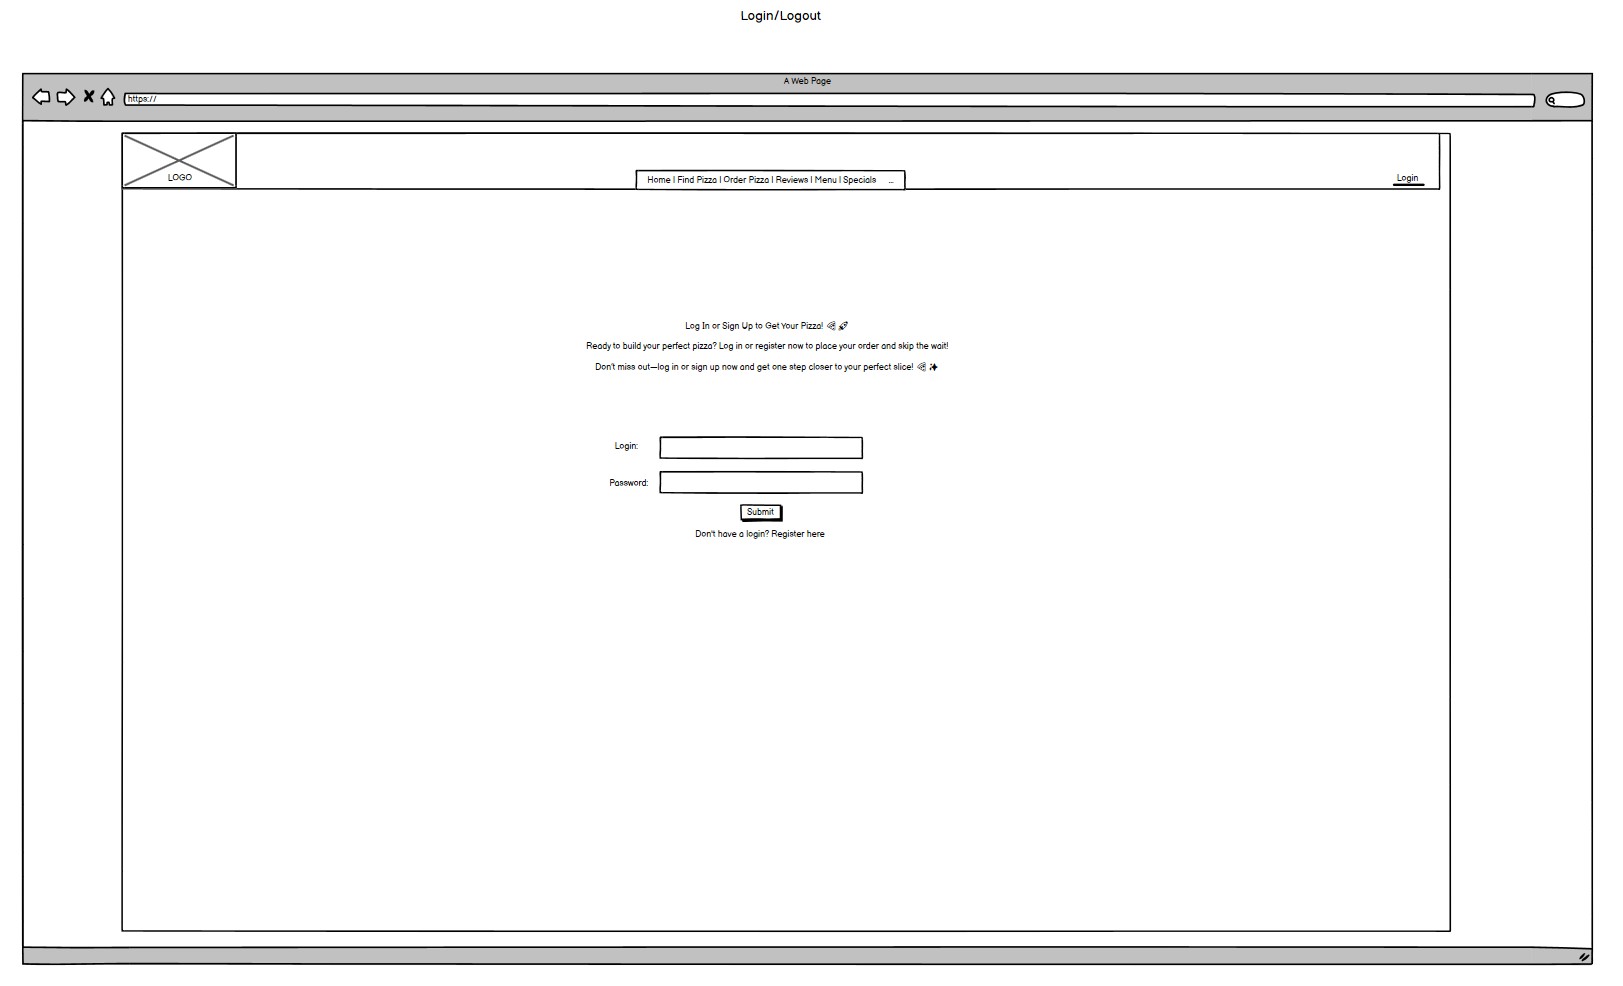 Login/Logout
A Web Page
https://
LOGO
Home | Find Pizza | Order Pizza | Reviews | Menu | Specials ...
Login
Log In or Sign Up to Get Your Pizza! 🍕🚀
Ready to build your perfect pizza? Log in or register now to place your order and skip the wait!
Don't miss out—log in or sign up now and get one step closer to your perfect slice! 🍕✨
Login:
Password:
Submit
Don't have a login? Register here